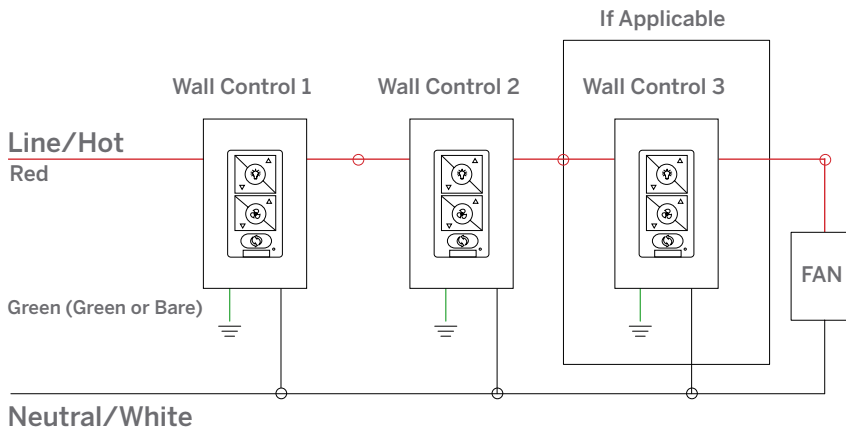 If Applicable
Wall Control 1
Wall Control 2
Wall Control 3
Line/Hot
Red
FAN
Green (Green or Bare)
Neutral/White